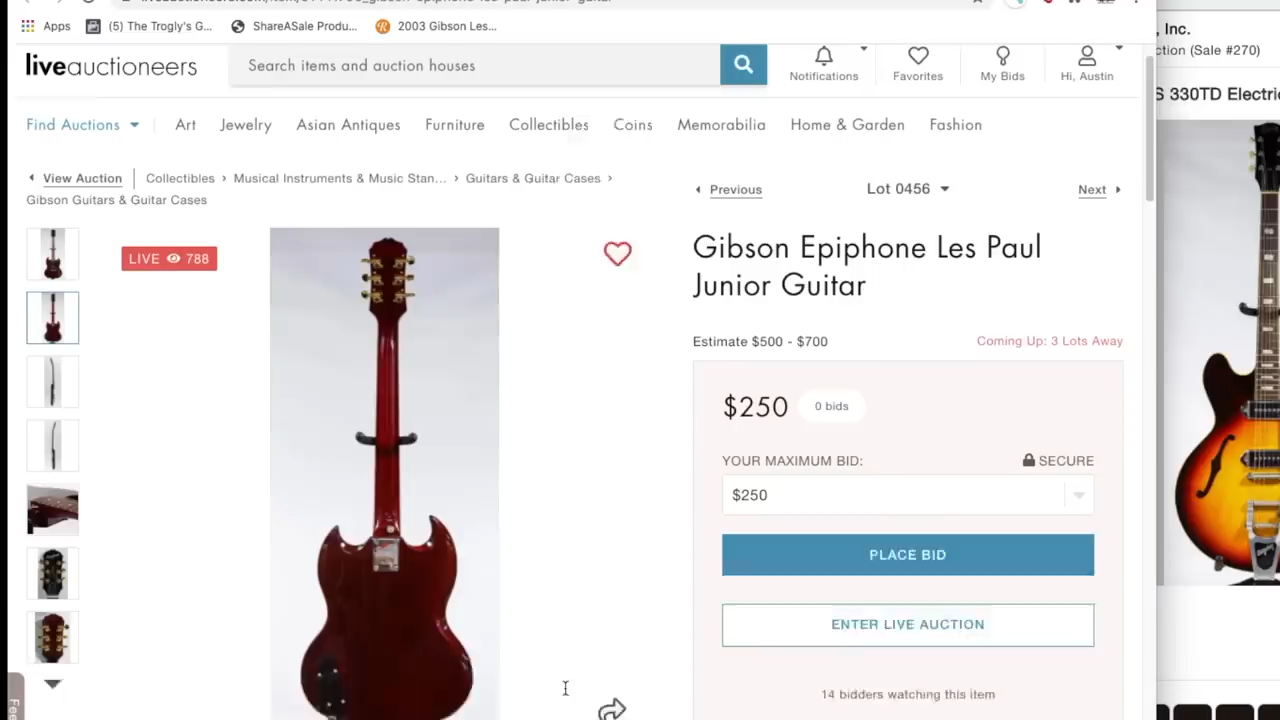 Apps
(5) The Trogly's G...
ShareASale Produ...
2003 Gibson Les...
liveauctioneers
Search items and auction houses
Notifications
Favorites
My Bids
Hi, Austin
Find Auctions
Art
Jewelry
Asian Antiques
Furniture
Collectibles
Coins
Memorabilia
Home & Garden
Fashion
View Auction
Collectibles
Musical Instruments & Music Stan...
Guitars & Guitar Cases
Gibson Guitars & Guitar Cases
Previous
Lot 0456
Next
LIVE 788
Gibson Epiphone Les Paul
Junior Guitar
Estimate $500 - $700
Coming Up: 3 Lots Away
$250
0 bids
YOUR MAXIMUM BID:
SECURE
$250
PLACE BID
ENTER LIVE AUCTION
14 bidders watching this item
Fee
, Inc.
ction (Sale #270)
S 330TD Electri